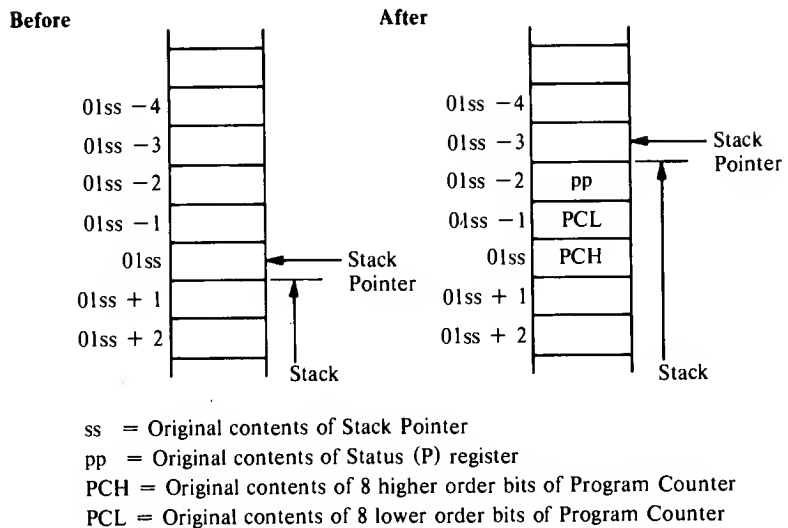 Before
After
01ss −4
01ss −3
01ss −2
01ss −1
01ss
01ss + 1
01ss + 2
Stack
Pointer
Stack
01ss −4
01ss −3
01ss −2
01ss −1
01ss
01ss + 1
01ss + 2
pp
PCL
PCH
Stack
Pointer
Stack
ss = Original contents of Stack Pointer
pp = Original contents of Status (P) register
PCH = Original contents of 8 higher order bits of Program Counter
PCL = Original contents of 8 lower order bits of Program Counter